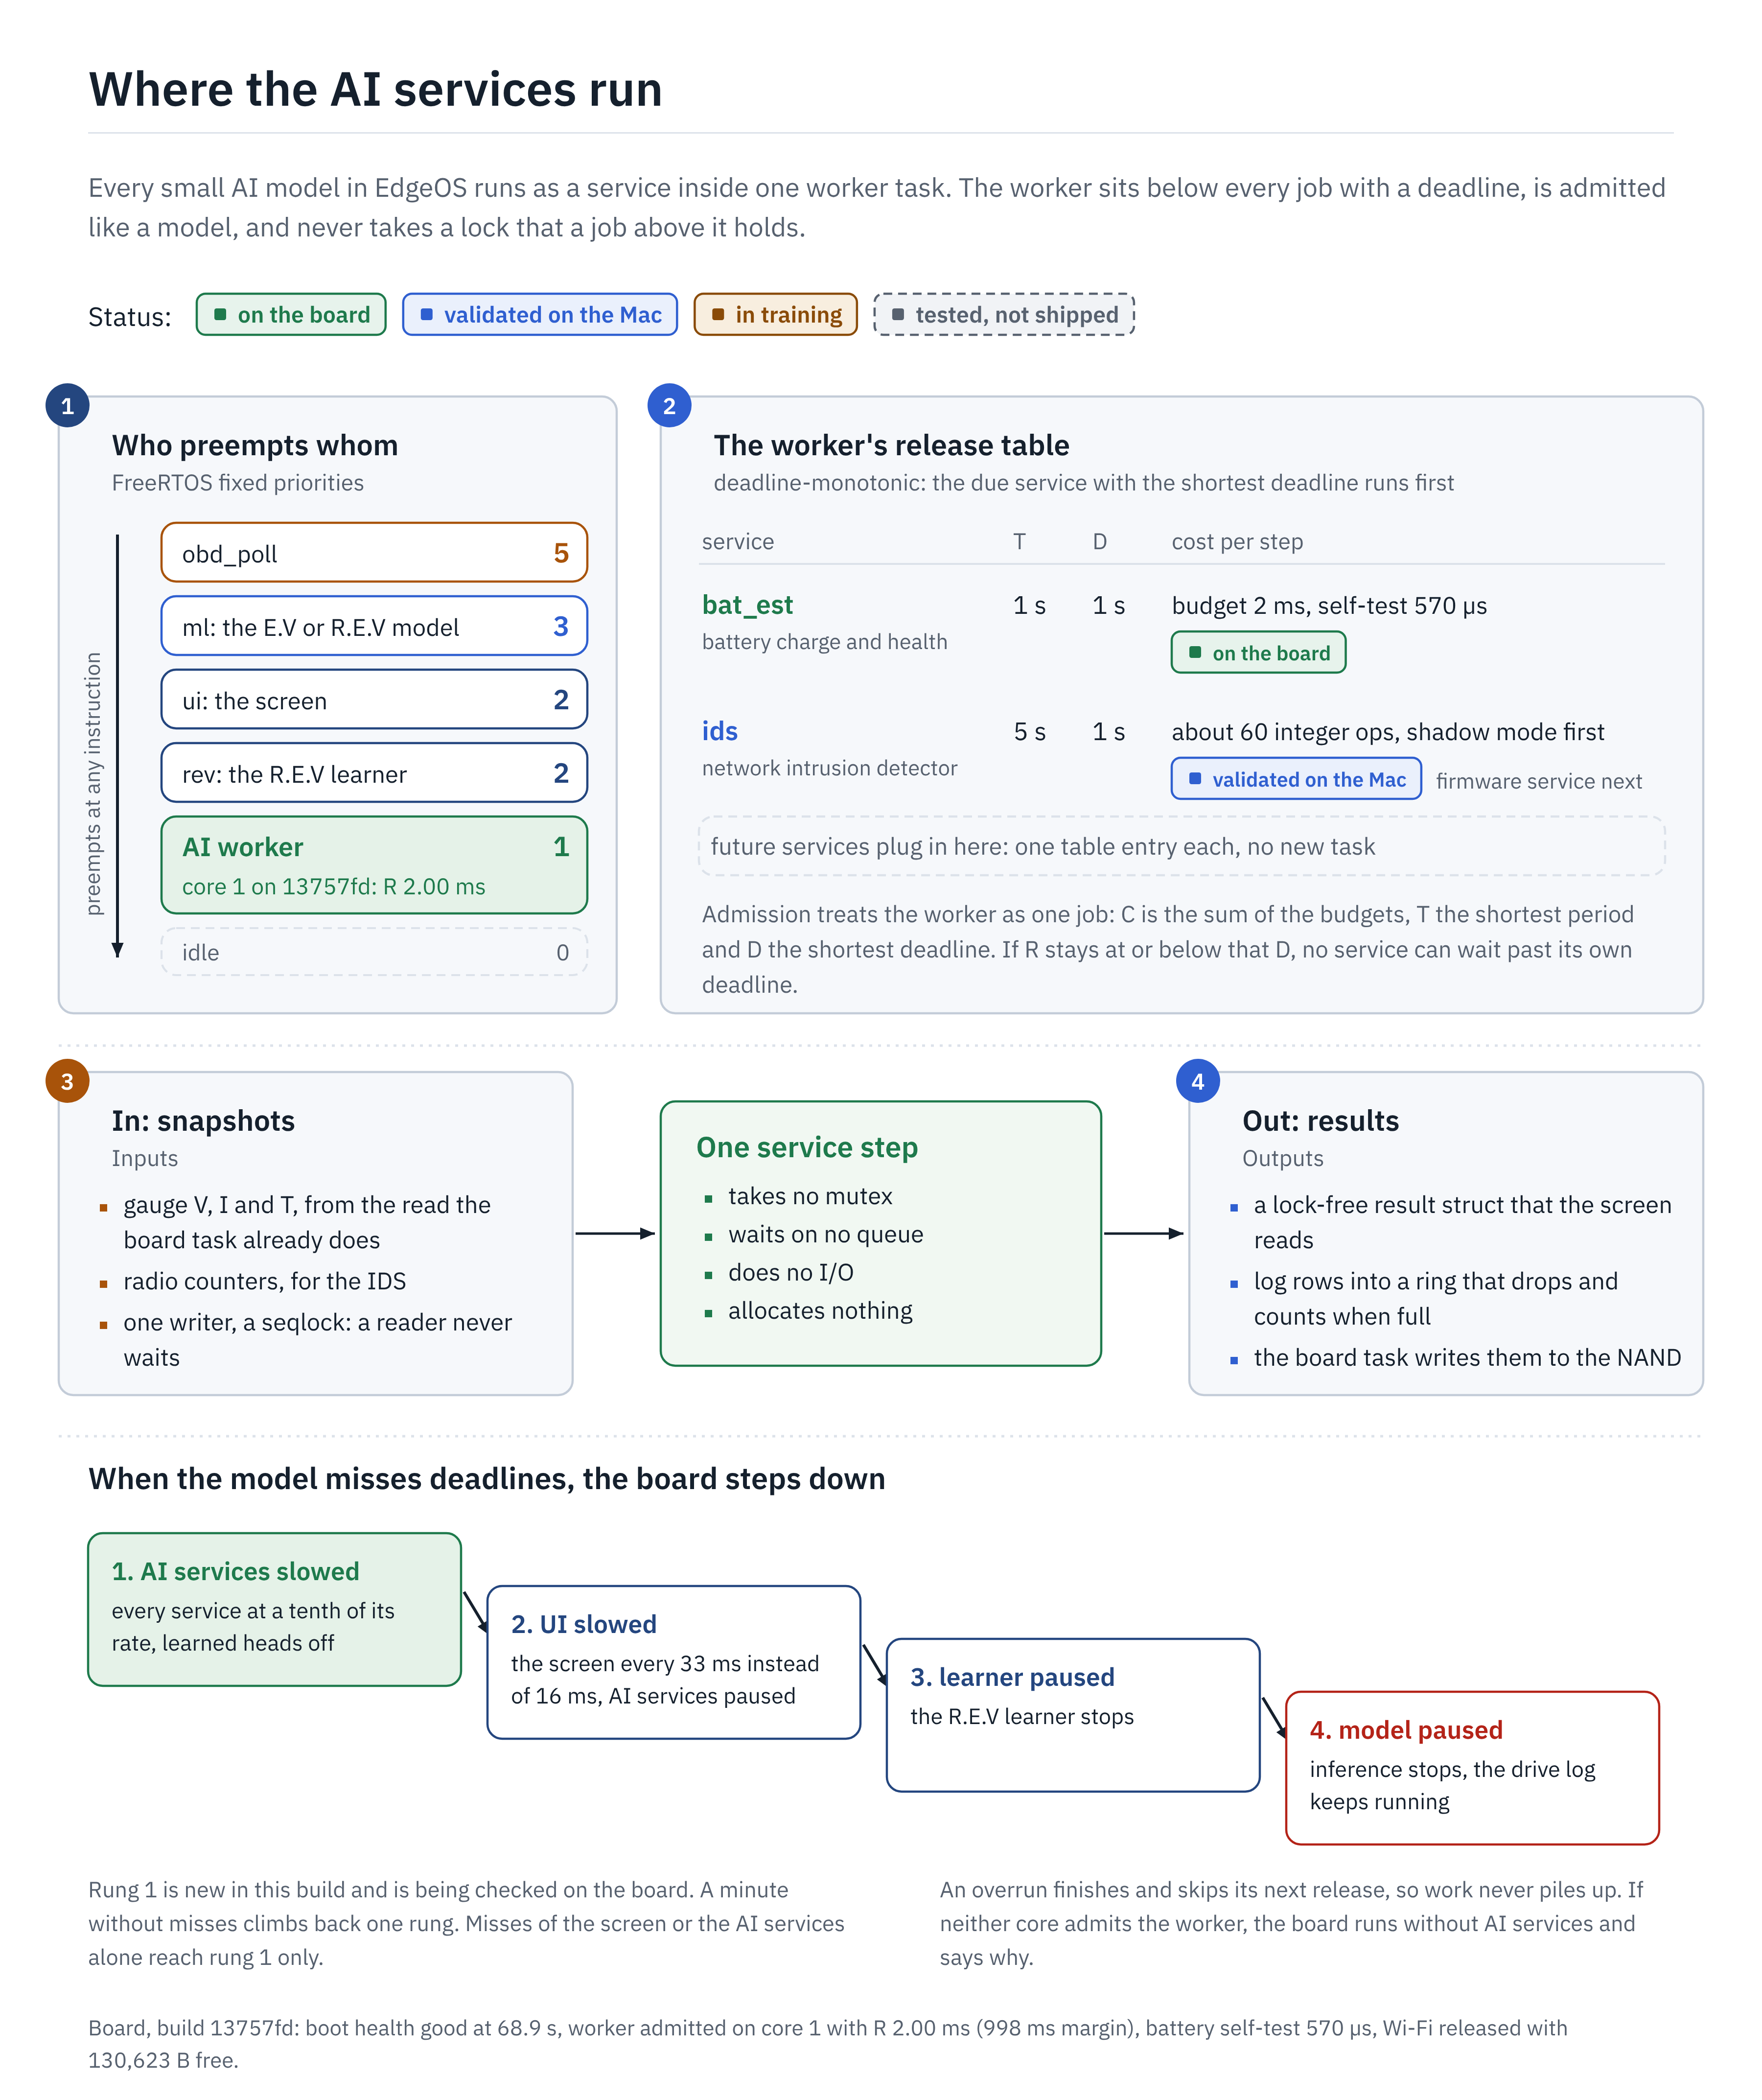 Where the AI services run
Every small AI model in EdgeOS runs as a service inside one worker task. The worker sits below every job with a deadline, is admitted
like a model, and never takes a lock that a job above it holds.
Status:
on the board
validated on the Mac
in training
tested, not shipped
1
Who preempts whom
FreeRTOS fixed priorities
preempts at any instruction
obd_poll 5
ml: the E.V or R.E.V model 3
ui: the screen 2
rev: the R.E.V learner 2
AI worker 1
core 1 on 13757fd: R 2.00 ms
idle 0
2
The worker's release table
deadline-monotonic: the due service with the shortest deadline runs first
service T D cost per step
bat_est 1 s 1 s budget 2 ms, self-test 570 µs
battery charge and health
on the board
ids 5 s 1 s about 60 integer ops, shadow mode first
network intrusion detector
validated on the Mac firmware service next
future services plug in here: one table entry each, no new task
Admission treats the worker as one job: C is the sum of the budgets, T the shortest period
and D the shortest deadline. If R stays at or below that D, no service can wait past its own
deadline.
3
In: snapshots
Inputs
gauge V, I and T, from the read the
board task already does
radio counters, for the IDS
one writer, a seqlock: a reader never
waits
One service step
takes no mutex
waits on no queue
does no I/O
allocates nothing
4
Out: results
Outputs
a lock-free result struct that the screen
reads
log rows into a ring that drops and
counts when full
the board task writes them to the NAND
When the model misses deadlines, the board steps down
1. AI services slowed
every service at a tenth of its
rate, learned heads off
2. UI slowed
the screen every 33 ms instead
of 16 ms, AI services paused
3. learner paused
the R.E.V learner stops
4. model paused
inference stops, the drive log
keeps running
Rung 1 is new in this build and is being checked on the board. A minute
without misses climbs back one rung. Misses of the screen or the AI services
alone reach rung 1 only.
An overrun finishes and skips its next release, so work never piles up. If
neither core admits the worker, the board runs without AI services and
says why.
Board, build 13757fd: boot health good at 68.9 s, worker admitted on core 1 with R 2.00 ms (998 ms margin), battery self-test 570 µs, Wi-Fi released with
130,623 B free.